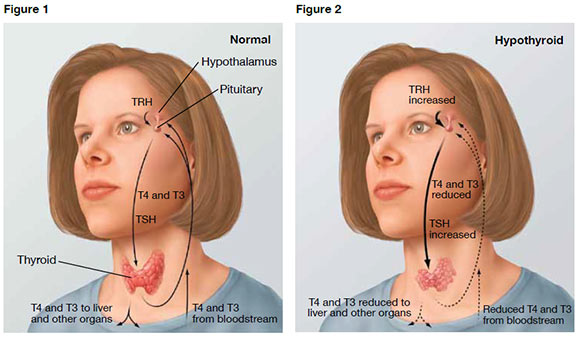 Figure 1
Normal
Hypothalamus
Pituitary
TRH
T4 and T3
TSH
Thyroid
T4 and T3 to liver
and other organs
T4 and T3
from bloodstream
Figure 2
Hypothyroid
TRH
increased
T4 and T3
reduced
TSH
increased
T4 and T3 reduced to
liver and other organs
Reduced T4 and T3
from bloodstream